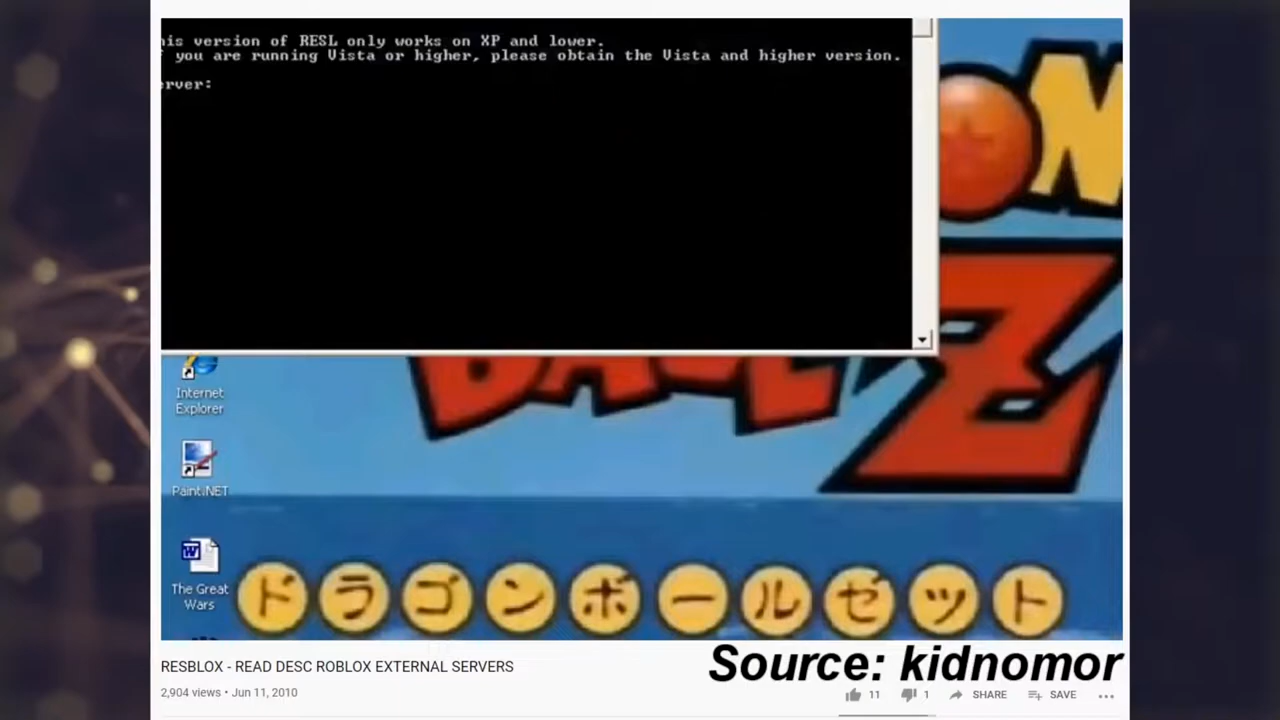 his version of RESL only works on XP and lower.
you are running Vista or higher, please obtain the Vista and higher version.
erver:
ON
BALL Z
Internet
Explorer
Paint.NET
The Great
Wars
ドラゴンボールゼット
RESBLOX - READ DESC ROBLOX EXTERNAL SERVERS
Source: kidnomor
2,904 views • Jun 11, 2010
11
1
SHARE
SAVE